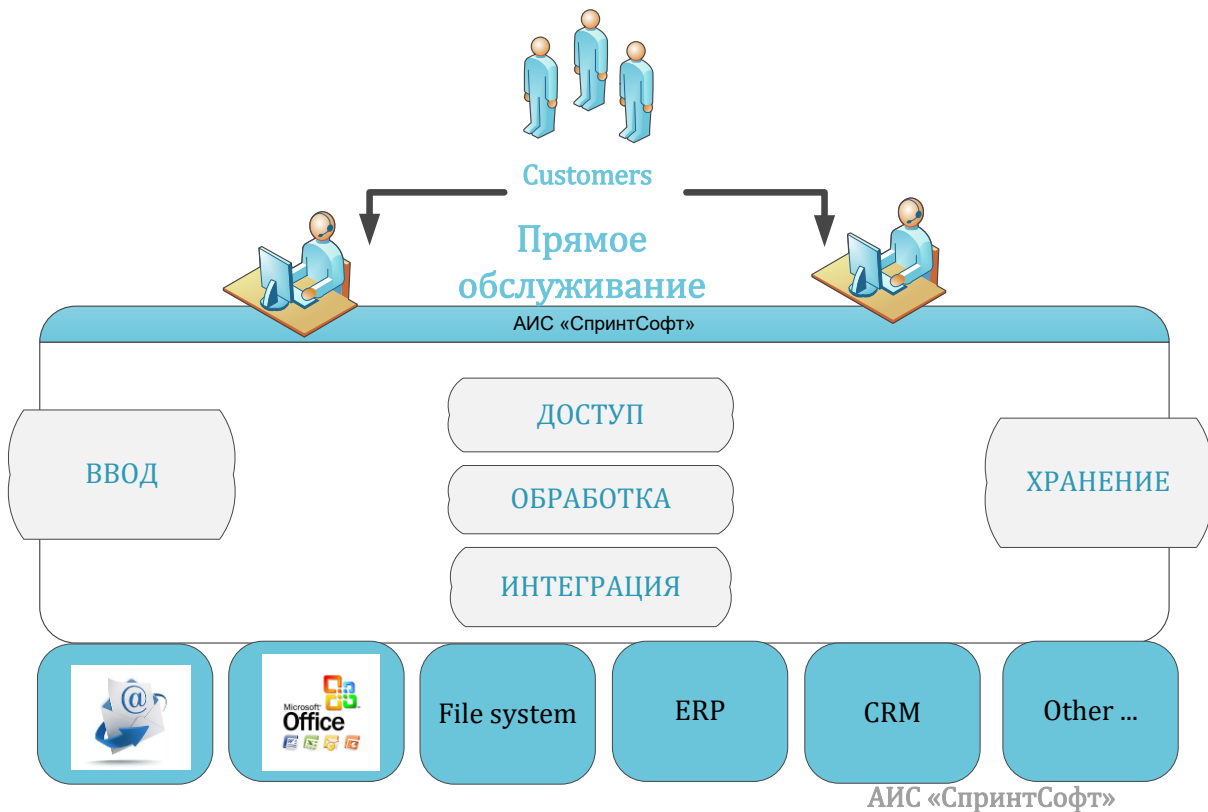 Customers
Прямое
обслуживание
АИС «СпринтСофт»
ДОСТУП
ВВОД
ХРАНЕНИЕ
ОБРАБОТКА
ИНТЕГРАЦИЯ
@
Microsoft
Office
File system
ERP
CRM
Other ...
АИС «СпринтСофт»